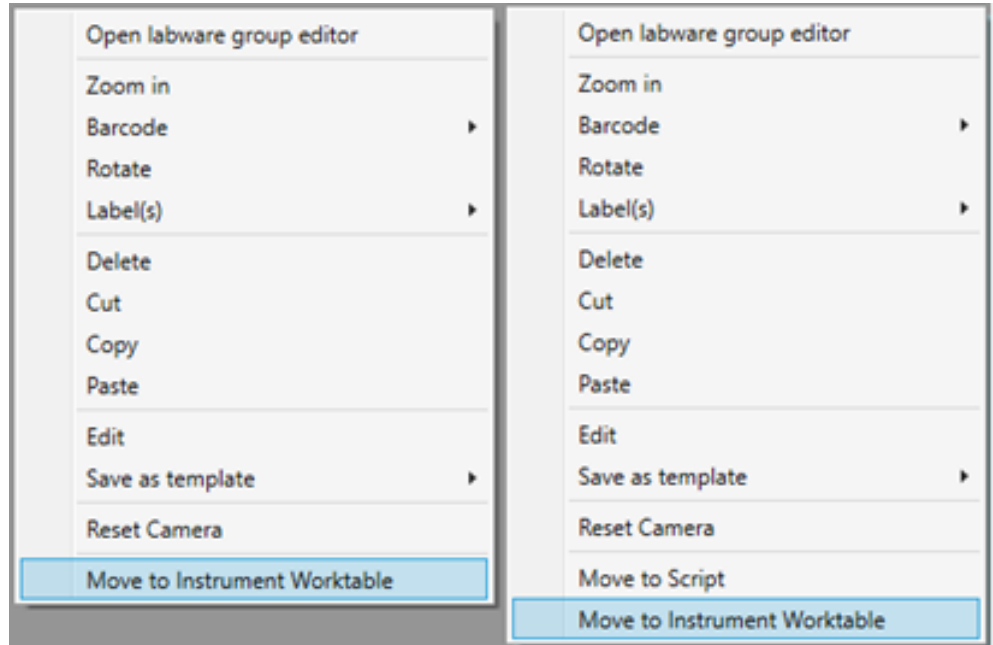 Open labware group editor
Zoom in
Barcode
Rotate
Label(s)
Delete
Cut
Copy
Paste
Edit
Save as template
Reset Camera
Move to Instrument Worktable
Open labware group editor
Zoom in
Barcode
Rotate
Label(s)
Delete
Cut
Copy
Paste
Edit
Save as template
Reset Camera
Move to Script
Move to Instrument Worktable